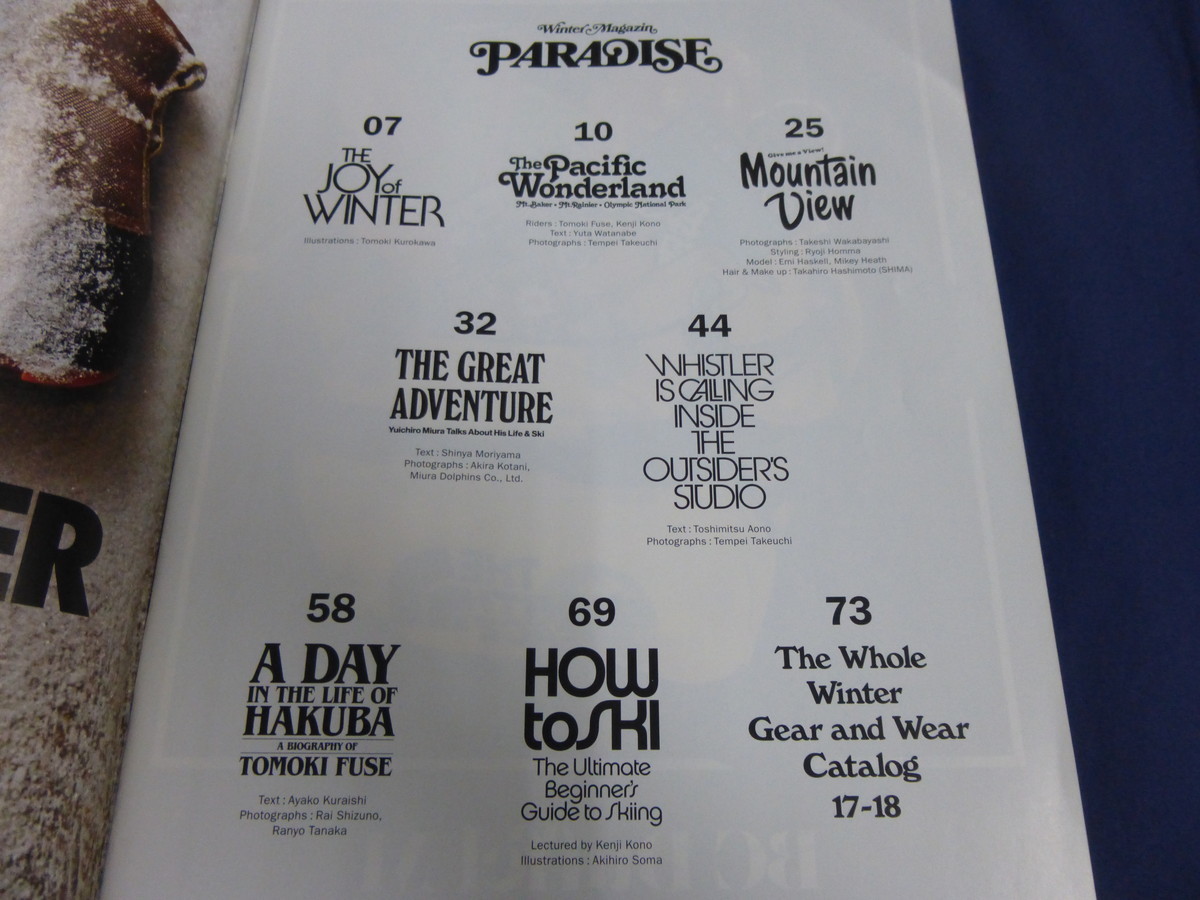 Winter Magazin
PARADISE
07
THE
JOY of
WINTER
Illustrations : Tomoki Kurokawa
10
The Pacific
Wonderland
Mt.Baker • Mt.Rainier • Olympic National Park
Riders : Tomoki Fuse, Kenji Kono
Text : Yuta Watanabe
Photographs : Tempei Takeuchi
25
Give me a View!
Mountain
View
Photographs : Takeshi Wakabayashi
Styling : Ryoji Homma
Model : Emi Haskell, Mikey Heath
Hair & Make up : Takahiro Hashimoto (SHIMA)
32
THE GREAT
ADVENTURE
Yuichiro Miura Talks About His Life & Ski
Text : Shinya Moriyama
Photographs : Akira Kotani,
Miura Dolphins Co., Ltd.
44
WHISTLER
IS CALLING
INSIDE
THE
OUTSIDER'S
STUDIO
Text : Toshimitsu Aono
Photographs : Tempei Takeuchi
58
A DAY
IN THE LIFE OF
HAKUBA
A BIOGRAPHY OF
TOMOKI FUSE
Text : Ayako Kuraishi
Photographs : Rai Shizuno,
Ranyo Tanaka
69
HOW
to SKI
The Ultimate
Beginner's
Guide to Skiing
Lectured by Kenji Kono
Illustrations : Akihiro Soma
73
The Whole
Winter
Gear and Wear
Catalog
17-18
ER